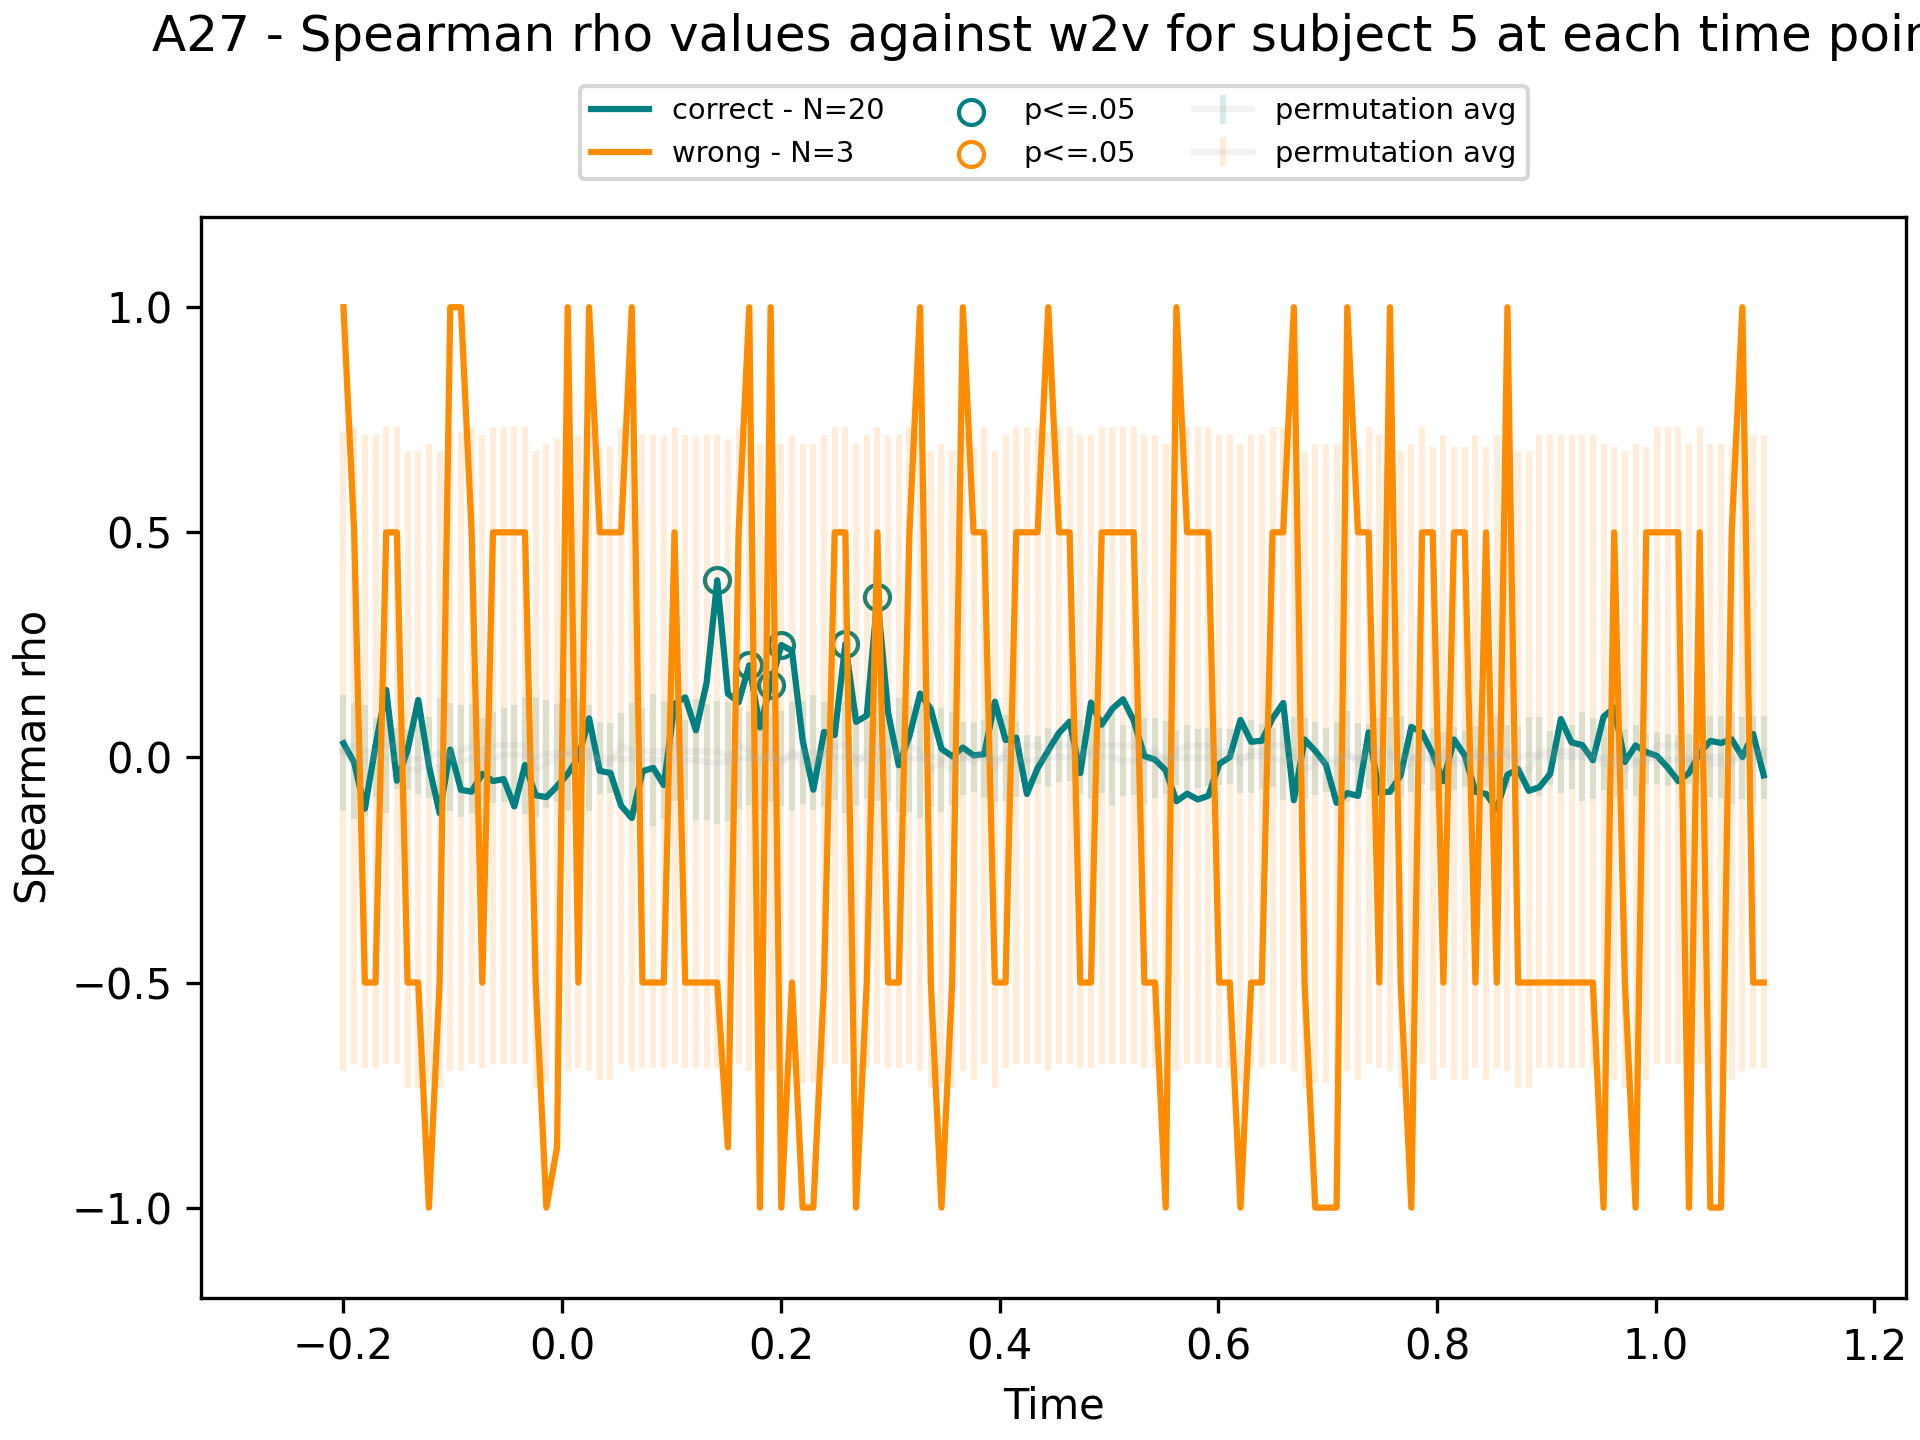 A27 - Spearman rho values against w2v for subject 5 at each time poin
correct - N=20
wrong - N=3
p<=.05
p<=.05
permutation avg
permutation avg
Spearman rho
1.0
0.5
0.0
−0.5
−1.0
−0.2 0.0 0.2 0.4 0.6 0.8 1.0 1.2
Time